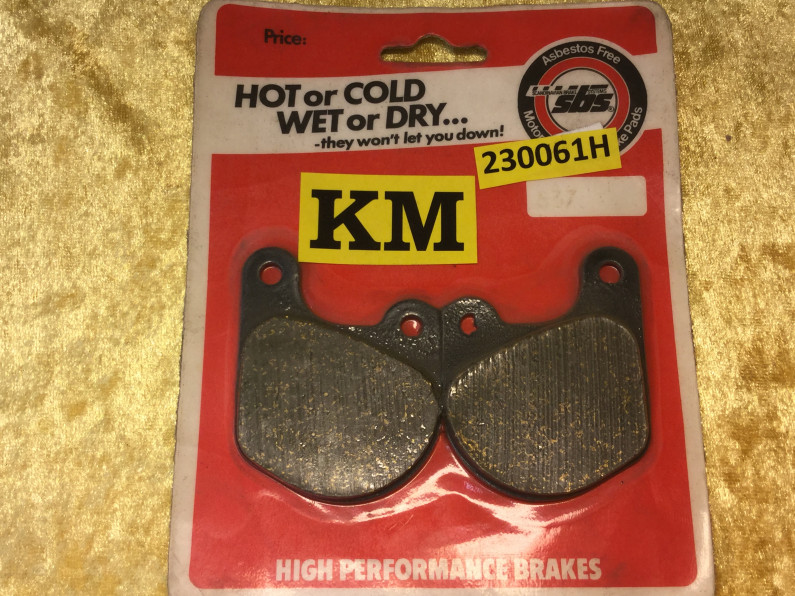 Price:
HOT or COLD
WET or DRY...
-they won't let you down!
Asbestos Free
sbs
230061H
KM
HIGH PERFORMANCE BRAKES